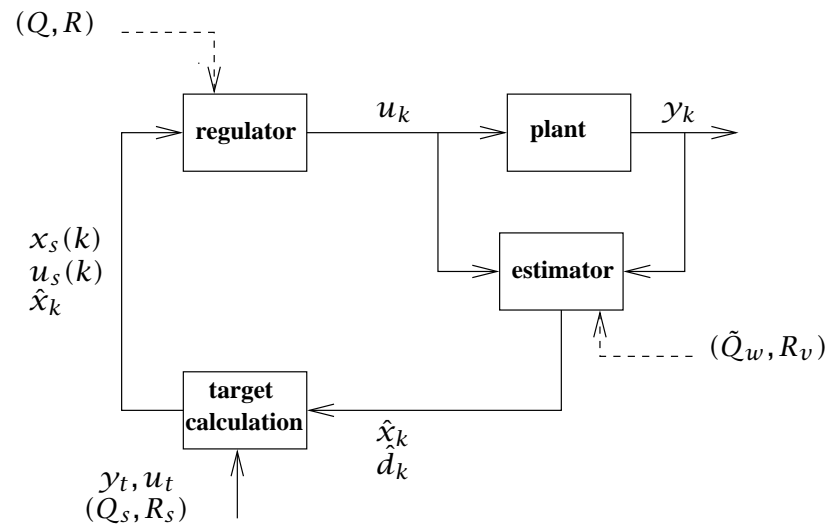 (Q, R)
regulator
u_k
plant
y_k
x_s(k)
u_s(k)
x̂_k
estimator
(Q̃_w, R_v)
target
calculation
x̂_k
d̂_k
y_t, u_t
(Q_s, R_s)